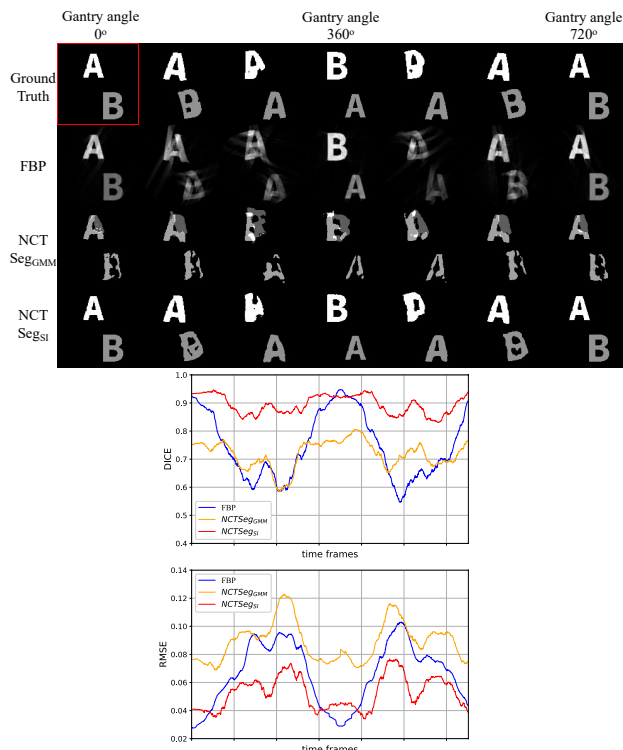 Gantry angle Gantry angle Gantry angle
0° 360° 720°
Ground
Truth
A A D B D A A
B B A A A B B
FBP
A A A B D A A
B B A A A B B
NCT
SegGMM
A A B B D A A
B B A A A B B
NCT
SegSI
A A D B D A A
B B A A A B B
1.0
0.9
0.8
0.7
0.6
0.5
0.4
DICE
FBP
NCTSegGMM
NCTSegSI
time frames
0.14
0.12
0.10
0.08
0.06
0.04
0.02
RMSE
FBP
NCTSegGMM
NCTSegSI
time frames